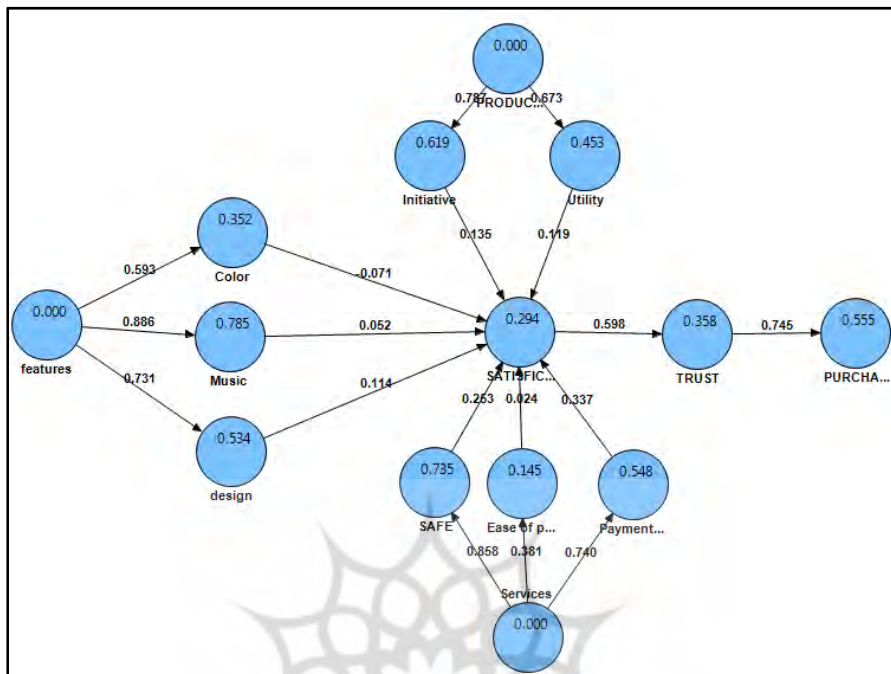 0.000
0.787
0.673
PRODUC...
0.619
0.453
Initiative
Utility
0.352
0.135
0.119
0.593
Color
-0.071
0.000
0.886
0.785
0.052
0.294
0.598
0.358
0.745
0.555
features
Music
SATISFIC...
TRUST
PURCHA...
0.731
0.114
0.253
0.024
0.337
0.534
0.735
0.145
0.548
design
SAFE
Ease of p...
Payment...
0.858
0.381
0.740
Services
0.000